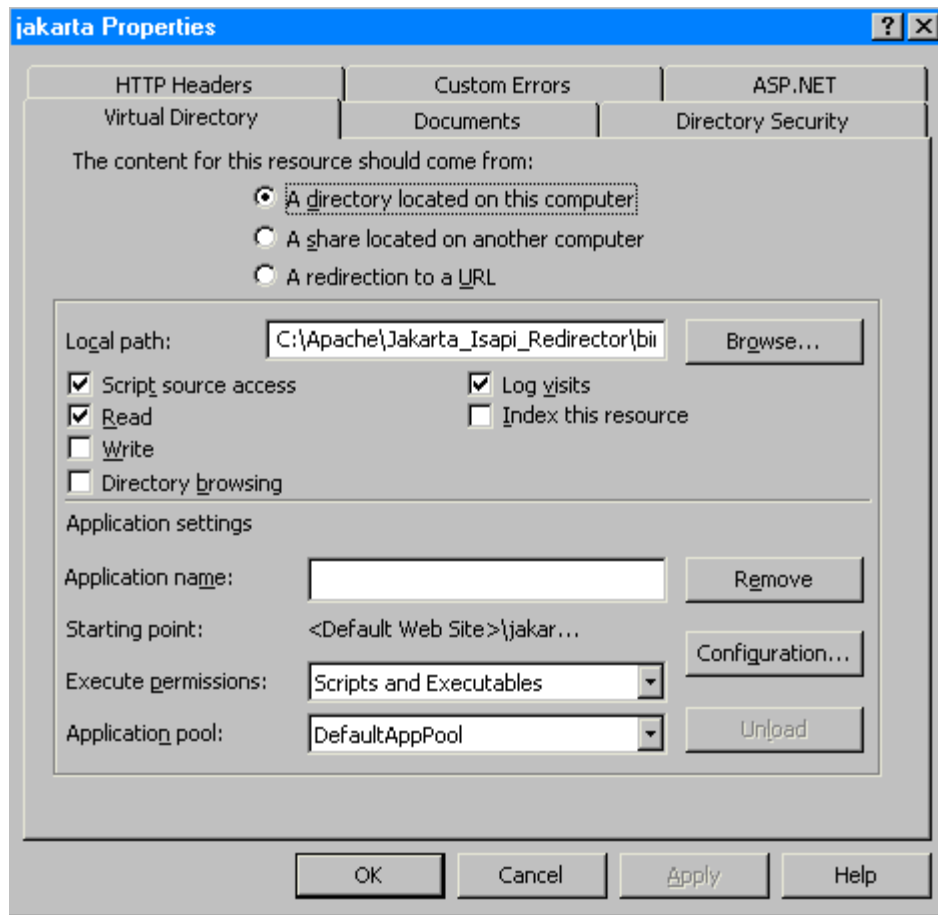 jakarta Properties
HTTP Headers Custom Errors ASP.NET
Virtual Directory Documents Directory Security
The content for this resource should come from:
A directory located on this computer
A share located on another computer
A redirection to a URL
Local path: C:\Apache\Jakarta_Isapi_Redirector\bin Browse...
Script source access Log visits
Read Index this resource
Write
Directory browsing
Application settings
Application name: Remove
Starting point: <Default Web Site>\jakar...
Configuration...
Execute permissions: Scripts and Executables
Application pool: DefaultAppPool Unload
OK Cancel Apply Help